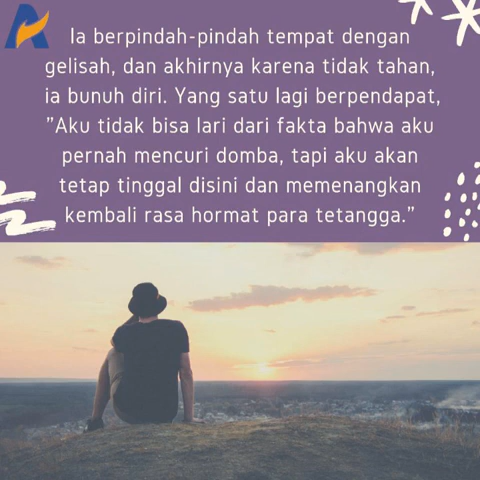 Ia berpindah-pindah tempat dengan
gelisah, dan akhirnya karena tidak tahan,
ia bunuh diri. Yang satu lagi berpendapat,
”Aku tidak bisa lari dari fakta bahwa aku
pernah mencuri domba, tapi aku akan
tetap tinggal disini dan memenangkan
kembali rasa hormat para tetangga.”